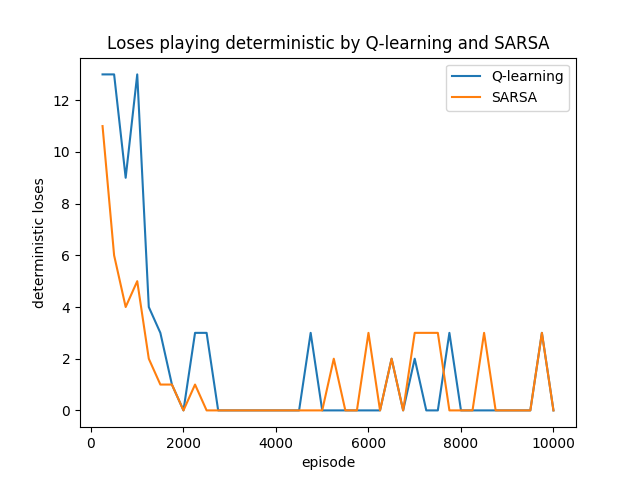 Loses playing deterministic by Q-learning and SARSA
Q-learning
SARSA
12
10
8
6
4
2
0
deterministic loses
0 2000 4000 6000 8000 10000
episode